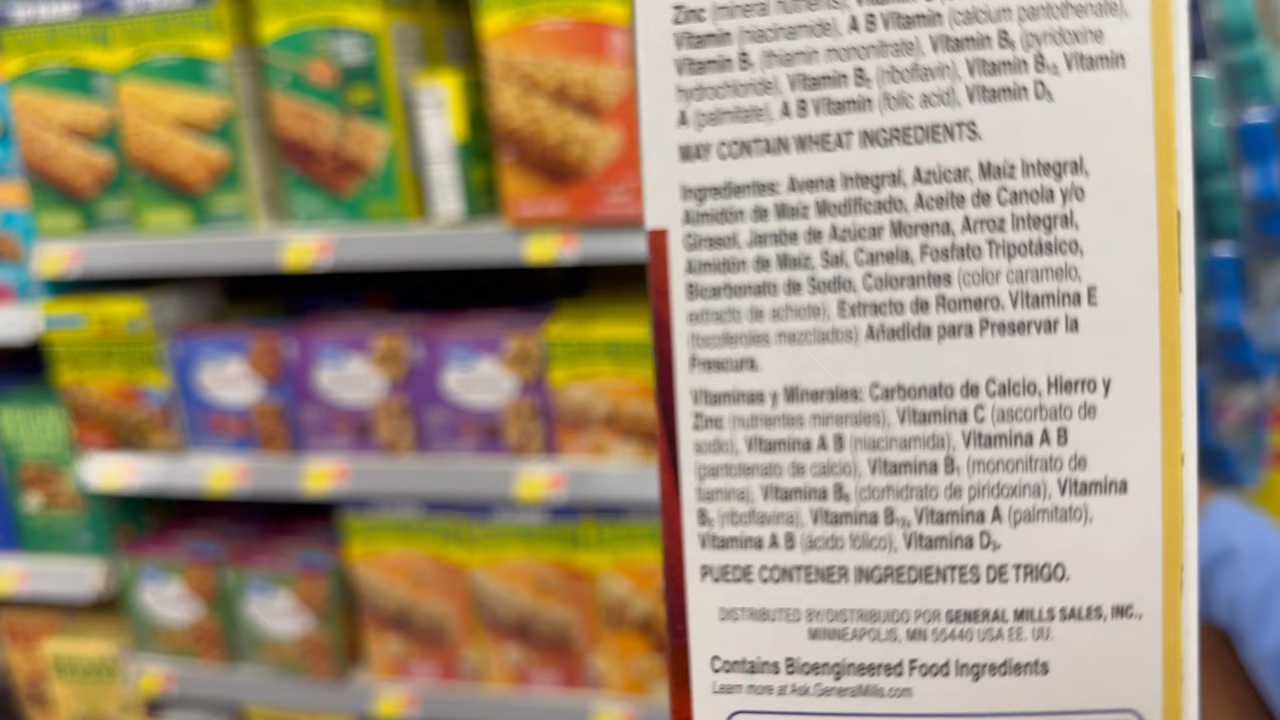 Zinc (mineral nutrients), Vitamin
Vitamin (niacinamide), A B Vitamin (calcium pantothenate),
Vitamin B₁ (thiamin mononitrate), Vitamin B₆ (pyridoxine
hydrochloride), Vitamin B₂ (riboflavin), Vitamin B₁₂, Vitamin
A (palmitate), A B Vitamin (folic acid), Vitamin D₃.
MAY CONTAIN WHEAT INGREDIENTS.
Ingredientes: Avena Integral, Azúcar, Maíz Integral,
Almidón de Maíz Modificado, Aceite de Canola y/o
Girasol, Jarabe de Azúcar Morena, Arroz Integral,
Almidón de Maíz, Sal, Canela, Fosfato Tripotásico,
Bicarbonato de Sodio, Colorantes (color caramelo,
extracto de achiote), Extracto de Romero. Vitamina E
(tocoferoles mezclados) Añadida para Preservar la
Frescura.
Vitaminas y Minerales: Carbonato de Calcio, Hierro y
Zinc (nutrientes minerales), Vitamina C (ascorbato de
sodio), Vitamina A B (niacinamida), Vitamina A B
(pantotenato de calcio), Vitamina B₁ (mononitrato de
tiamina), Vitamina B₆ (clorhidrato de piridoxina), Vitamina
B₂ (riboflavina), Vitamina B₁₂, Vitamina A (palmitato),
Vitamina A B (ácido fólico), Vitamina D₃.
PUEDE CONTENER INGREDIENTES DE TRIGO.
DISTRIBUTED BY/DISTRIBUIDO POR GENERAL MILLS SALES, INC.,
MINNEAPOLIS, MN 55440 USA EE. UU.
Contains Bioengineered Food Ingredients
Learn more at Ask.GeneralMills.com